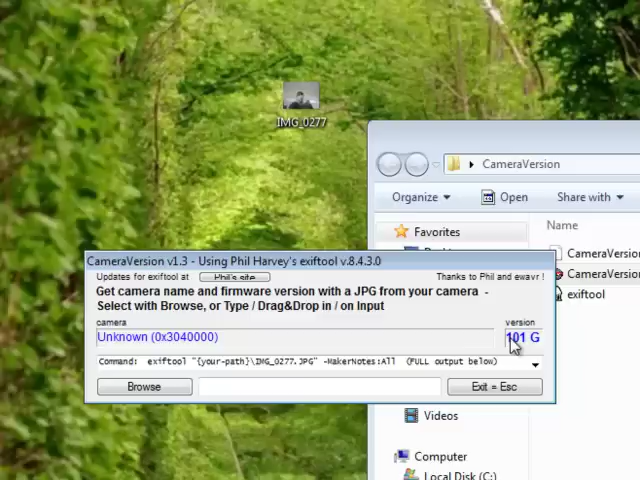 IMG_0277
CameraVersion
Organize
Open
Share with
Favorites
Name
CameraVersio
CameraVersion
exiftool
CameraVersion v1.3 - Using Phil Harvey's exiftool v.8.4.3.0
Updates for exiftool at
Phil's site
Thanks to Phil and ewavr !
Get camera name and firmware version with a JPG from your camera -
Select with Browse, or Type / Drag&Drop in / on Input
camera
version
Unknown (0x3040000)
101 G
Command: exiftool "{your-path}\IMG_0277.JPG" -MakerNotes:All (FULL output below)
Browse
Exit = Esc
Videos
Computer
Local Disk (C:)